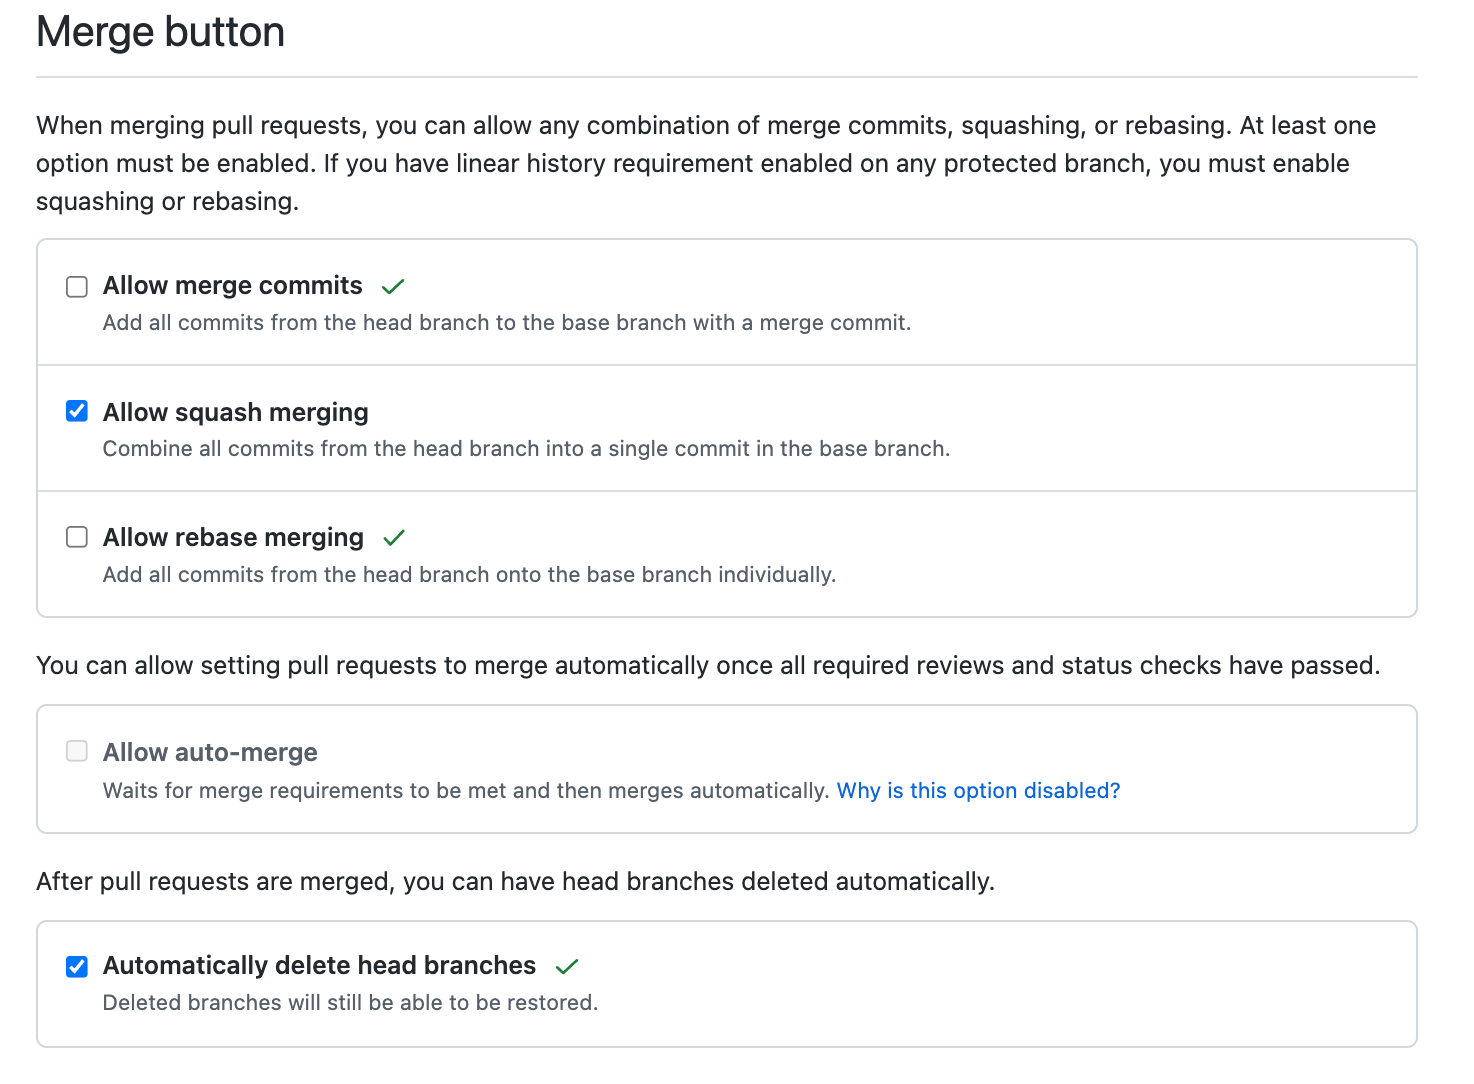 Merge button
When merging pull requests, you can allow any combination of merge commits, squashing, or rebasing. At least one
option must be enabled. If you have linear history requirement enabled on any protected branch, you must enable
squashing or rebasing.
Allow merge commits
Add all commits from the head branch to the base branch with a merge commit.
Allow squash merging
Combine all commits from the head branch into a single commit in the base branch.
Allow rebase merging
Add all commits from the head branch onto the base branch individually.
You can allow setting pull requests to merge automatically once all required reviews and status checks have passed.
Allow auto-merge
Waits for merge requirements to be met and then merges automatically. Why is this option disabled?
After pull requests are merged, you can have head branches deleted automatically.
Automatically delete head branches
Deleted branches will still be able to be restored.